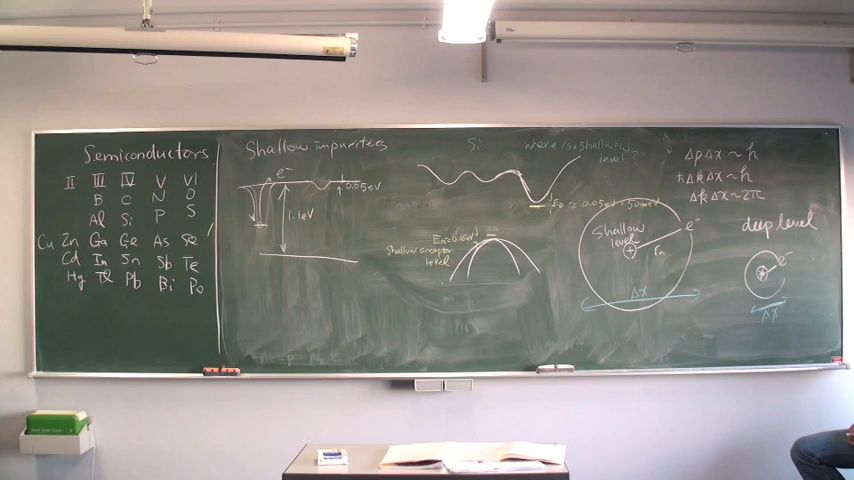 Semiconductors
II III IV V VI
B C N O
Al Si P S
Cu Zn Ga Ge As Se
Cd In Sn Sb Te
Hg Tl Pb Bi Po
Shallow impurities
e⁻
0.05eV
1.1eV
Si
where is shallow
level?
E_D ≃ 0.05eV = 50meV
Shallow acceptor
level
Shallow
level
e⁻
r_n
Δx
ΔpΔx ~ ħ
ħΔkΔx ~ ħ
ΔkΔx ~ 2π
deep level
e⁻
Δx